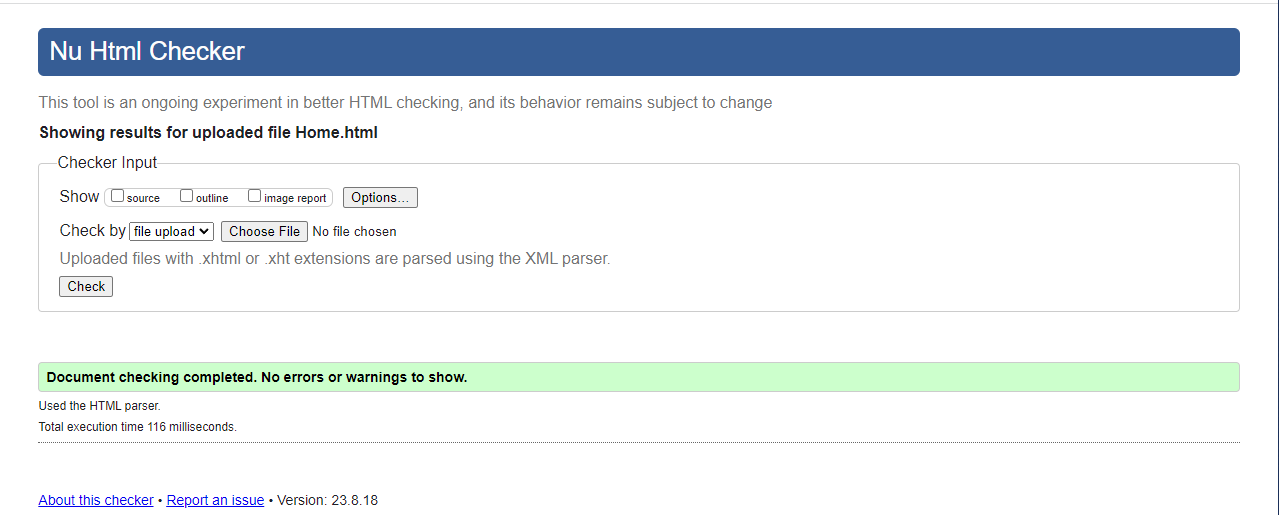 Nu Html Checker
This tool is an ongoing experiment in better HTML checking, and its behavior remains subject to change
Showing results for uploaded file Home.html
Checker Input
Show source outline image report Options...
Check by file upload Choose File No file chosen
Uploaded files with .xhtml or .xht extensions are parsed using the XML parser.
Check
Document checking completed. No errors or warnings to show.
Used the HTML parser.
Total execution time 116 milliseconds.
About this checker • Report an issue • Version: 23.8.18